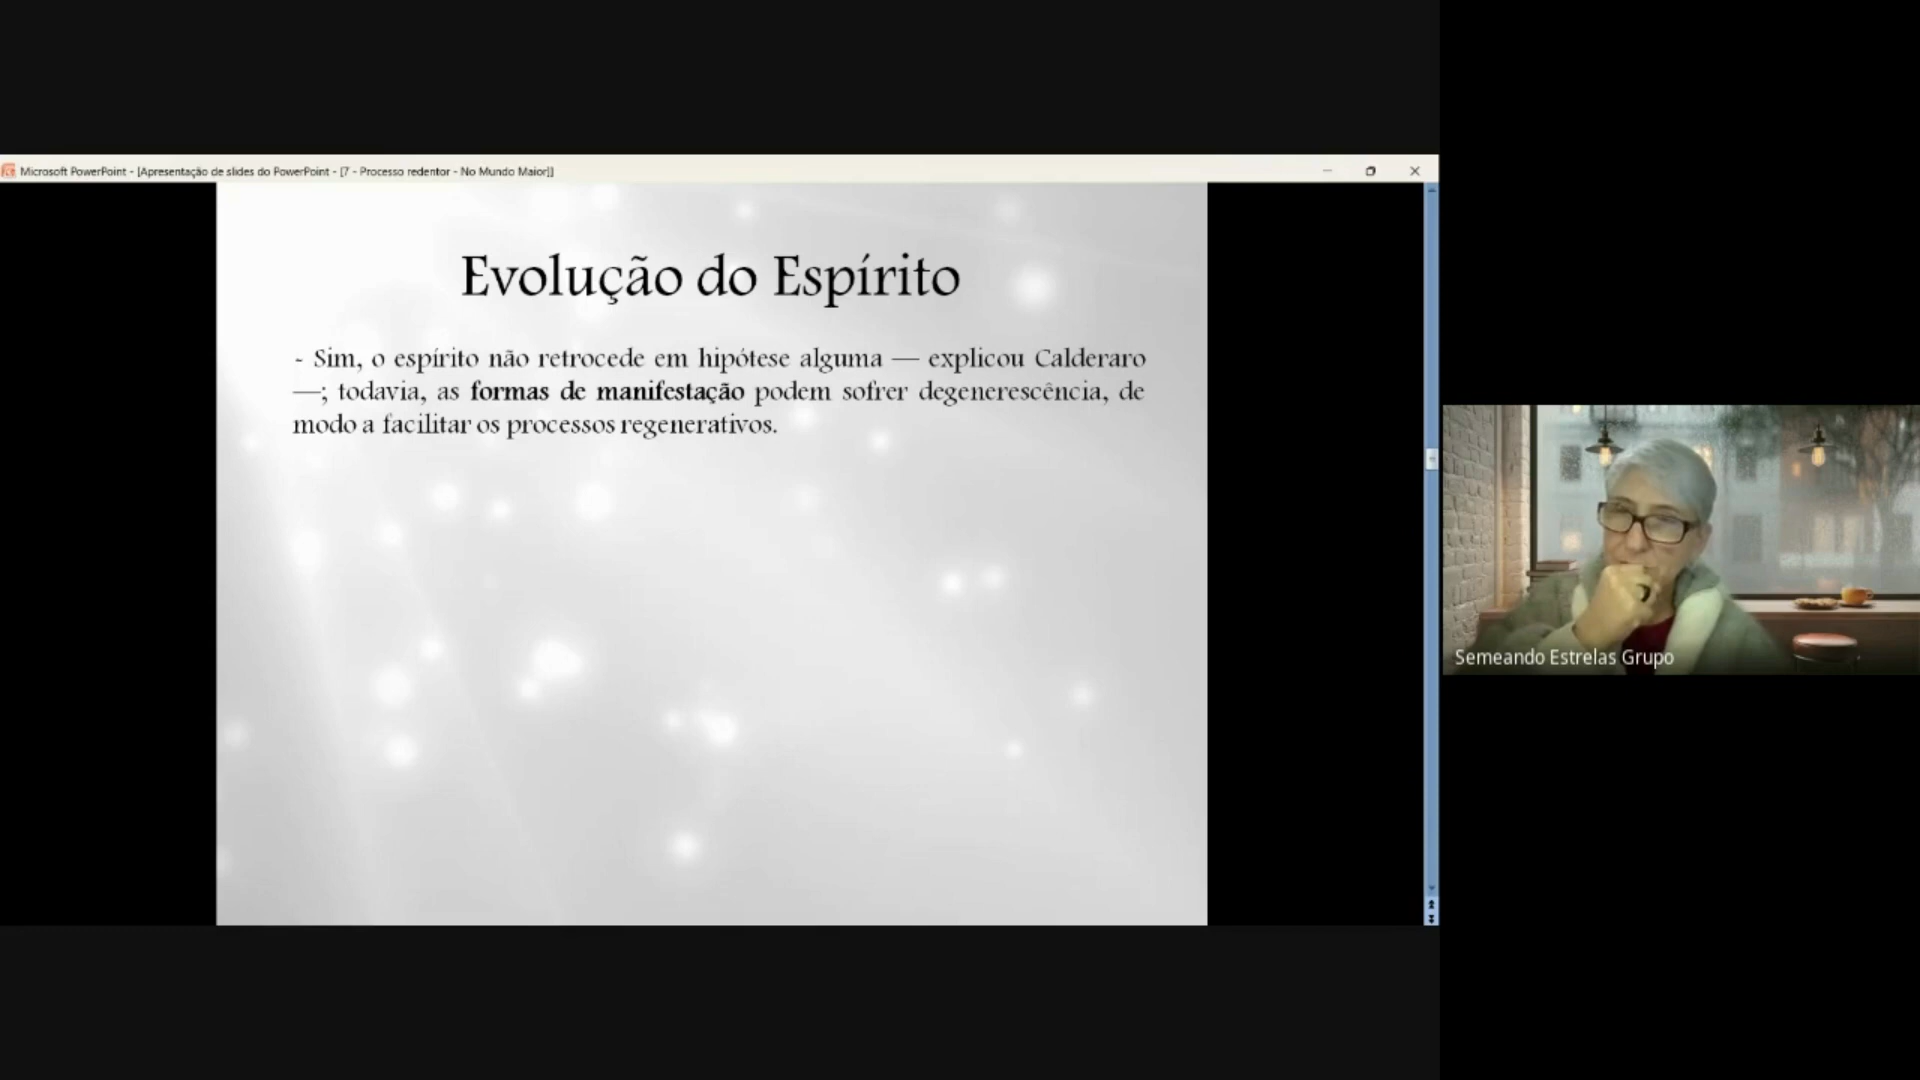 Microsoft PowerPoint - [Apresentação de slides do PowerPoint - [7 - Processo redentor - No Mundo Maior]]
Evolução do Espírito
- Sim, o espírito não retrocede em hipótese alguma — explicou Calderaro
—; todavia, as formas de manifestação podem sofrer degenerescência, de
modo a facilitar os processos regenerativos.
Semeando Estrelas Grupo